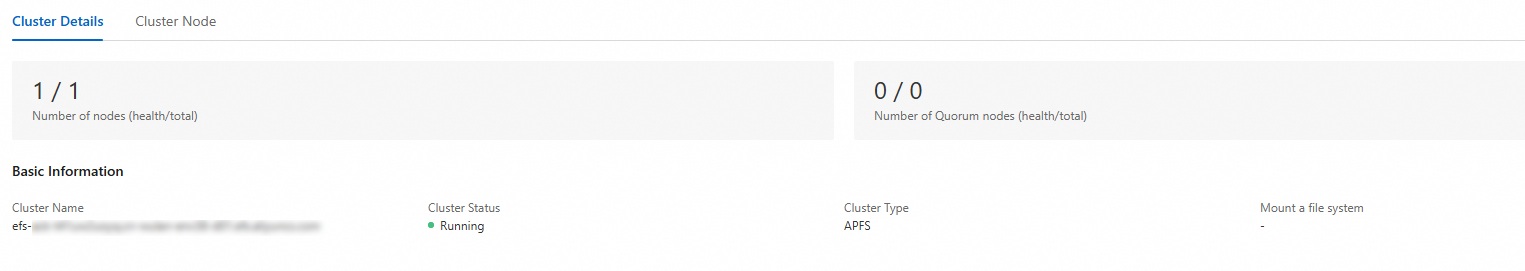 Cluster Details Cluster Node
1 / 1 0 / 0
Number of nodes (health/total) Number of Quorum nodes (health/total)
Basic Information
Cluster Name Cluster Status Cluster Type Mount a file system
efs- Running APFS -